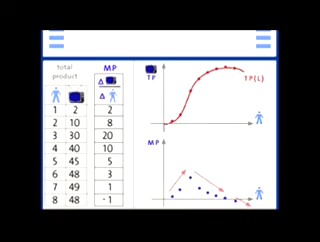 total MP
product
Δ
Δ
1 2 2
2 10 8
3 30 20
4 40 10
5 45 5
6 48 3
7 49 1
8 48 -1
TP
TP(L)
MP